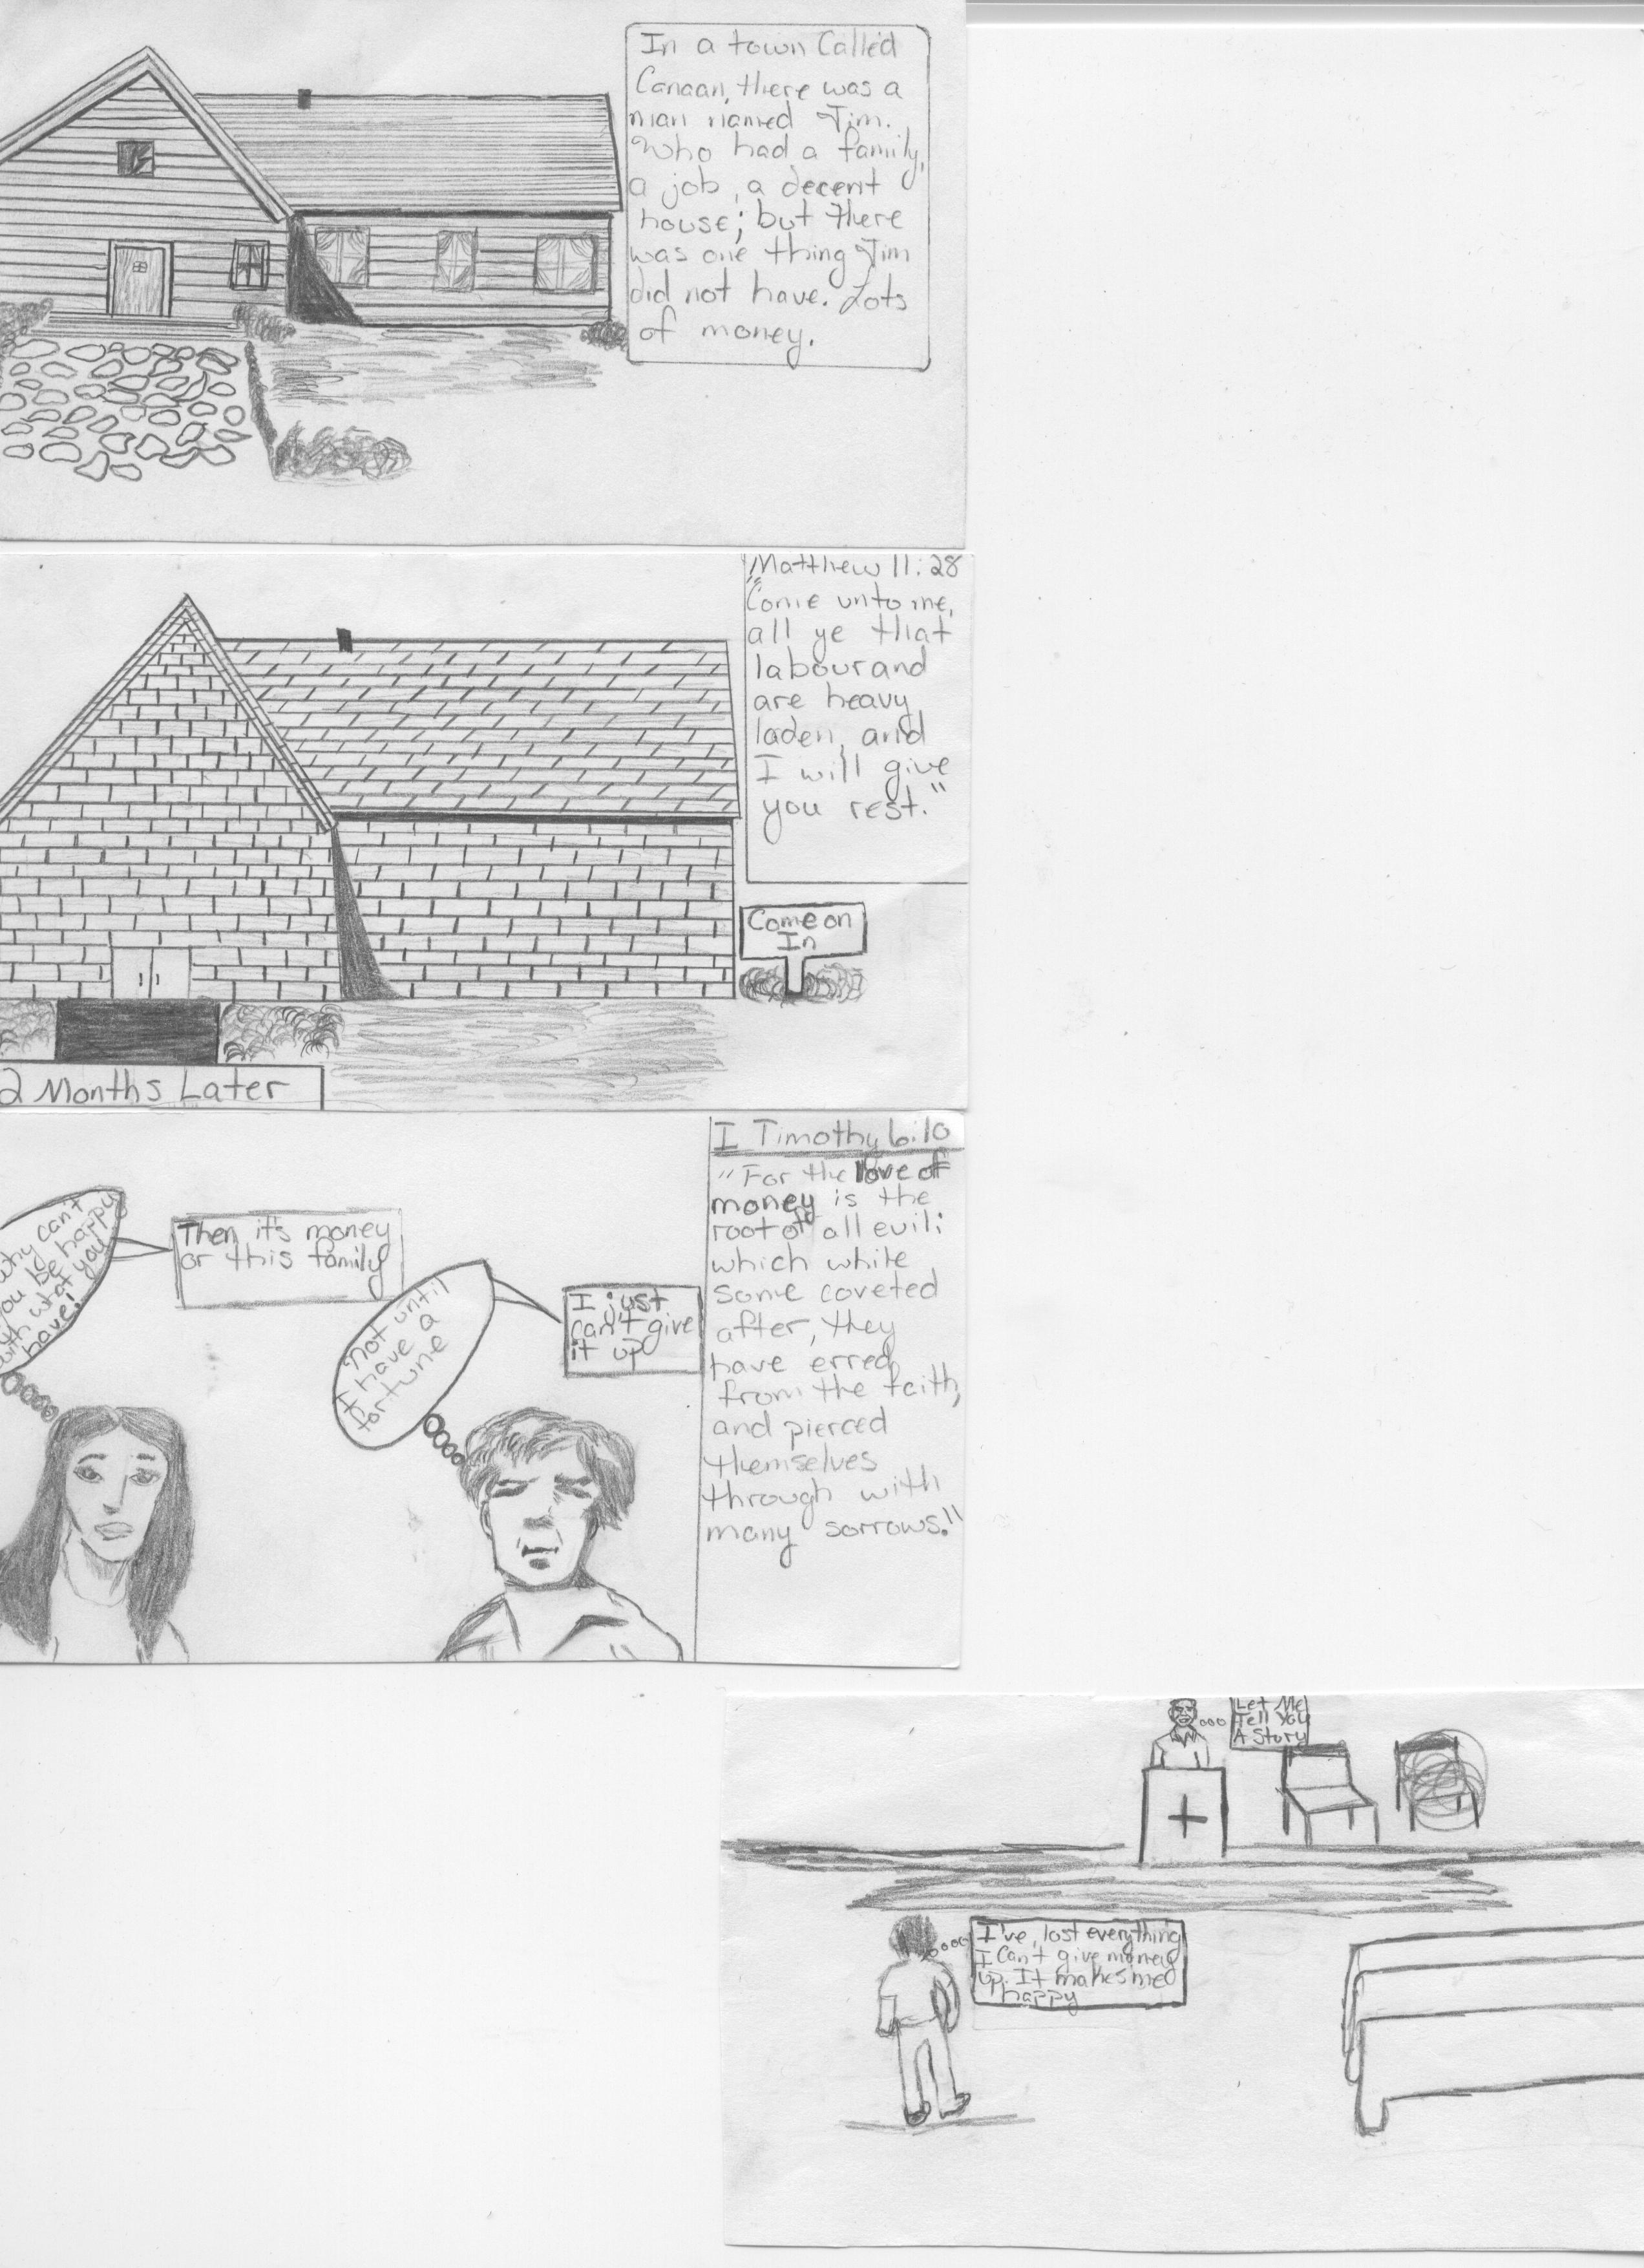 In a town Called
Canaan, there was a
man named Tim.
Who had a family,
a job, a decent
house; but there
was one thing Tim
did not have. Lots
of money.
Matthew 11:28
"Come unto me,
all ye that
labour and
are heavy
laden, and
I will give
you rest."
Come on
In
2 Months Later
why can't
you be happy
with what you
have!
Then it's money
or this family
Not until
I have a
fortune
I just
can't give
it up
I Timothy 6:10
"For the love of
money is the
root of all evil:
which while
some coveted
after, they
have erred
from the faith,
and pierced
themselves
through with
many sorrows."
Let Me
Tell You
A Story
I've lost everything
I Can't give money
up. It makes me
happy